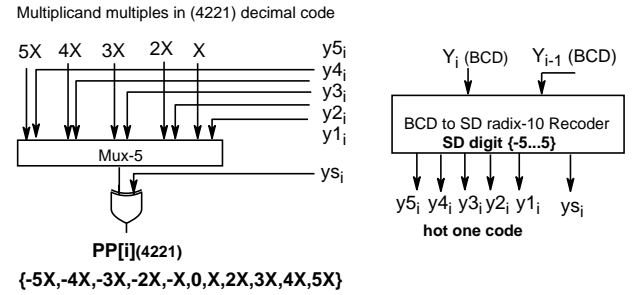 Multiplicand multiples in (4221) decimal code
5X 4X 3X 2X X y5i
y4i
y3i
y2i
y1i
Mux-5
ysi
PP[i](4221)
{-5X,-4X,-3X,-2X,-X,0,X,2X,3X,4X,5X}
Yi (BCD) Yi-1 (BCD)
BCD to SD radix-10 Recoder
SD digit {-5...5}
y5i y4i y3i y2i y1i ysi
hot one code